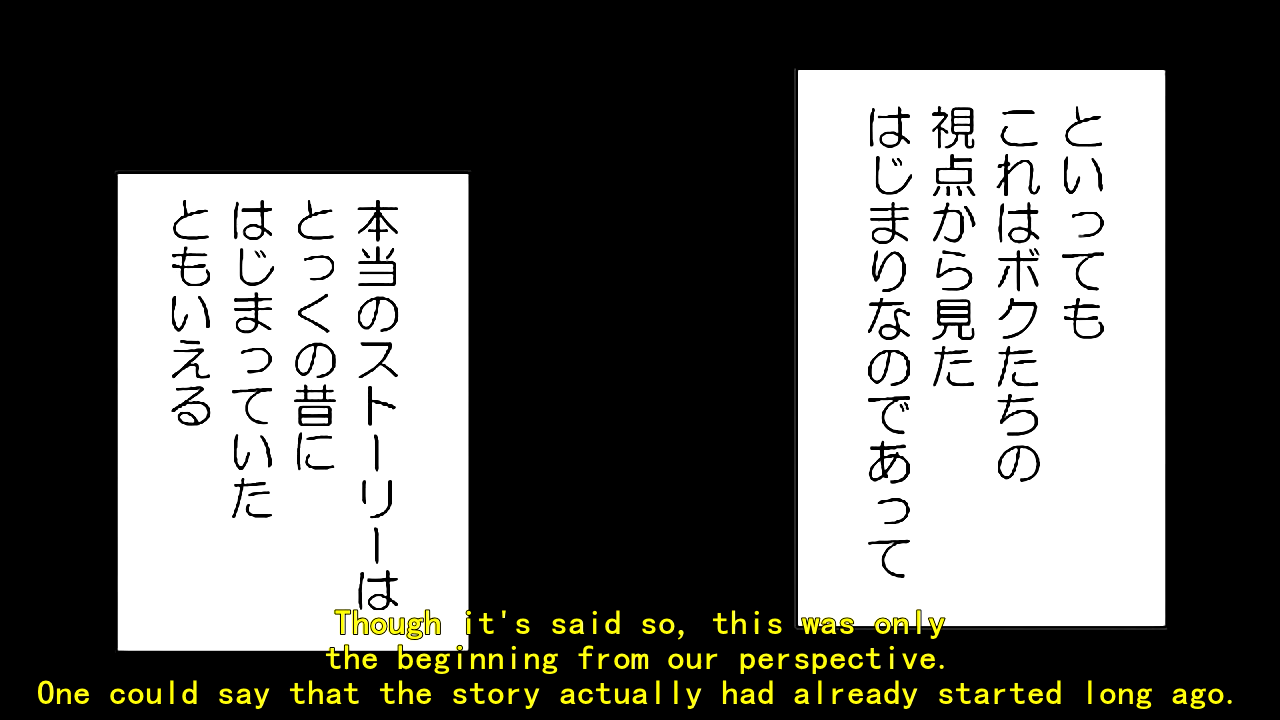 といっても
これはボクたちの
視点から見た
はじまりなのであって
本当のストーリーは
とっくの昔に
はじまっていた
ともいえる
Though it's said so, this was only
the beginning from our perspective.
One could say that the story actually had already started long ago.